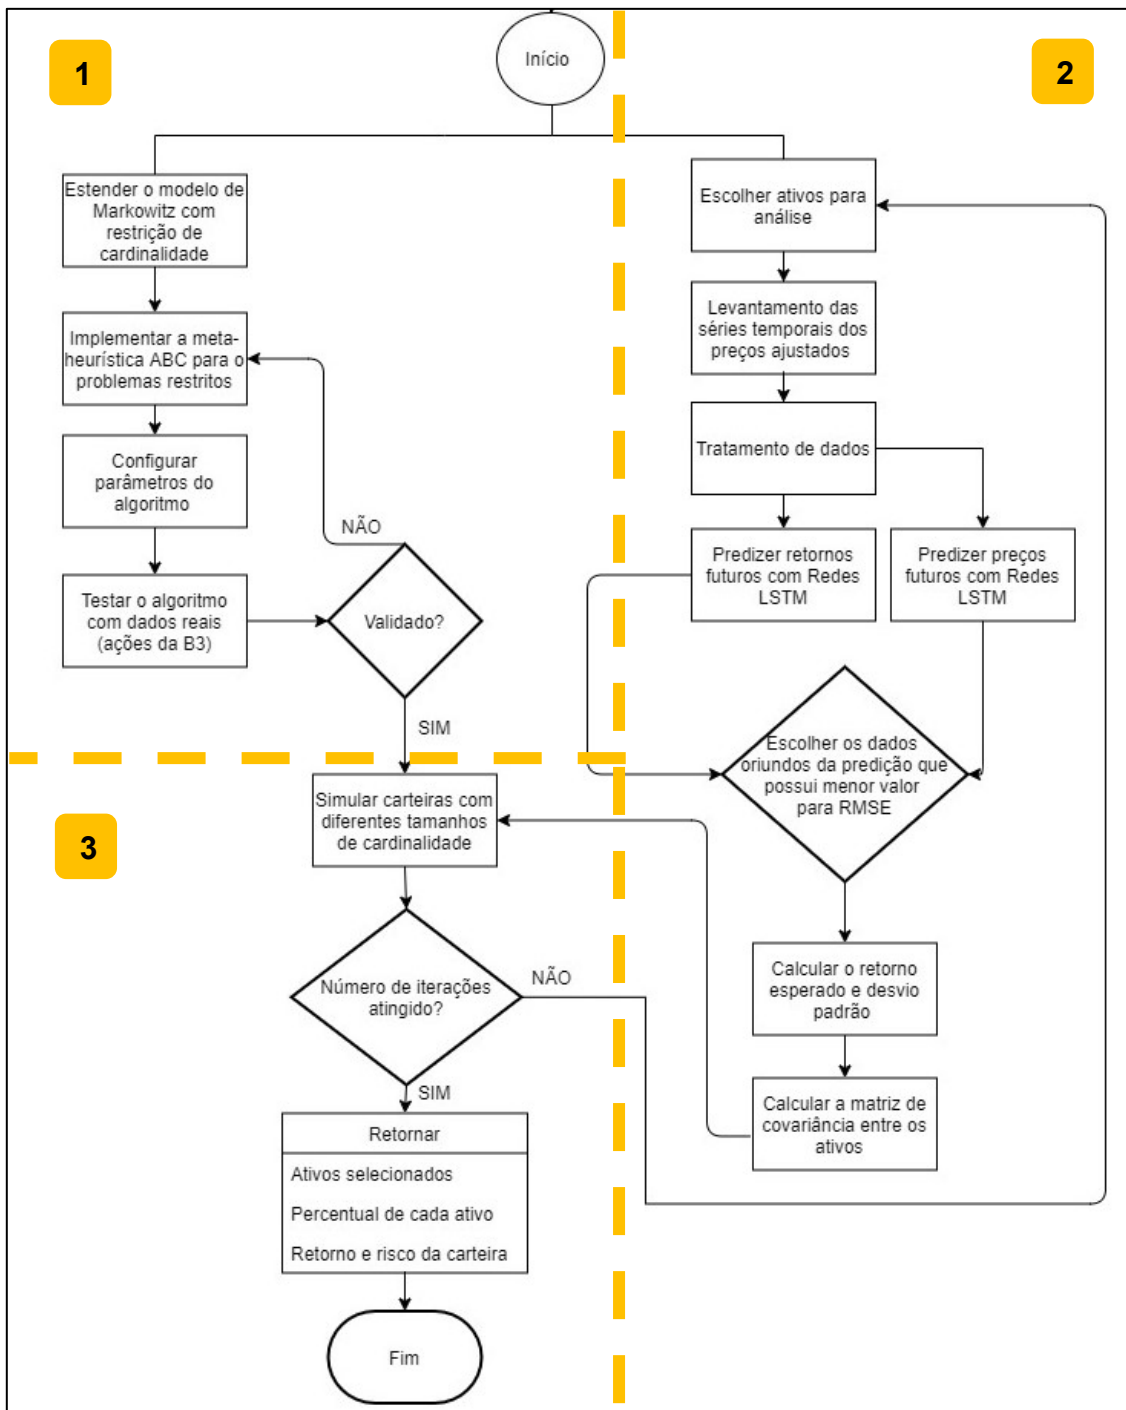 1
Início
2
Estender o modelo de
Markowitz com
restrição de
cardinalidade
Implementar a meta-
heurística ABC para o
problemas restritos
Configurar
parâmetros do
algoritmo
NÃO
Testar o algoritmo
com dados reais
(ações da B3)
Validado?
SIM
Escolher ativos para
análise
Levantamento das
séries temporais dos
preços ajustados
Tratamento de dados
Predizer retornos
futuros com Redes
LSTM
Predizer preços
futuros com Redes
LSTM
Escolher os dados
oriundos da predição que
possui menor valor
para RMSE
Calcular o retorno
esperado e desvio
padrão
Calcular a matriz de
covariância entre os
ativos
3
Simular carteiras com
diferentes tamanhos
de cardinalidade
Número de iterações
atingido?
NÃO
SIM
Retornar
Ativos selecionados
Percentual de cada ativo
Retorno e risco da carteira
Fim